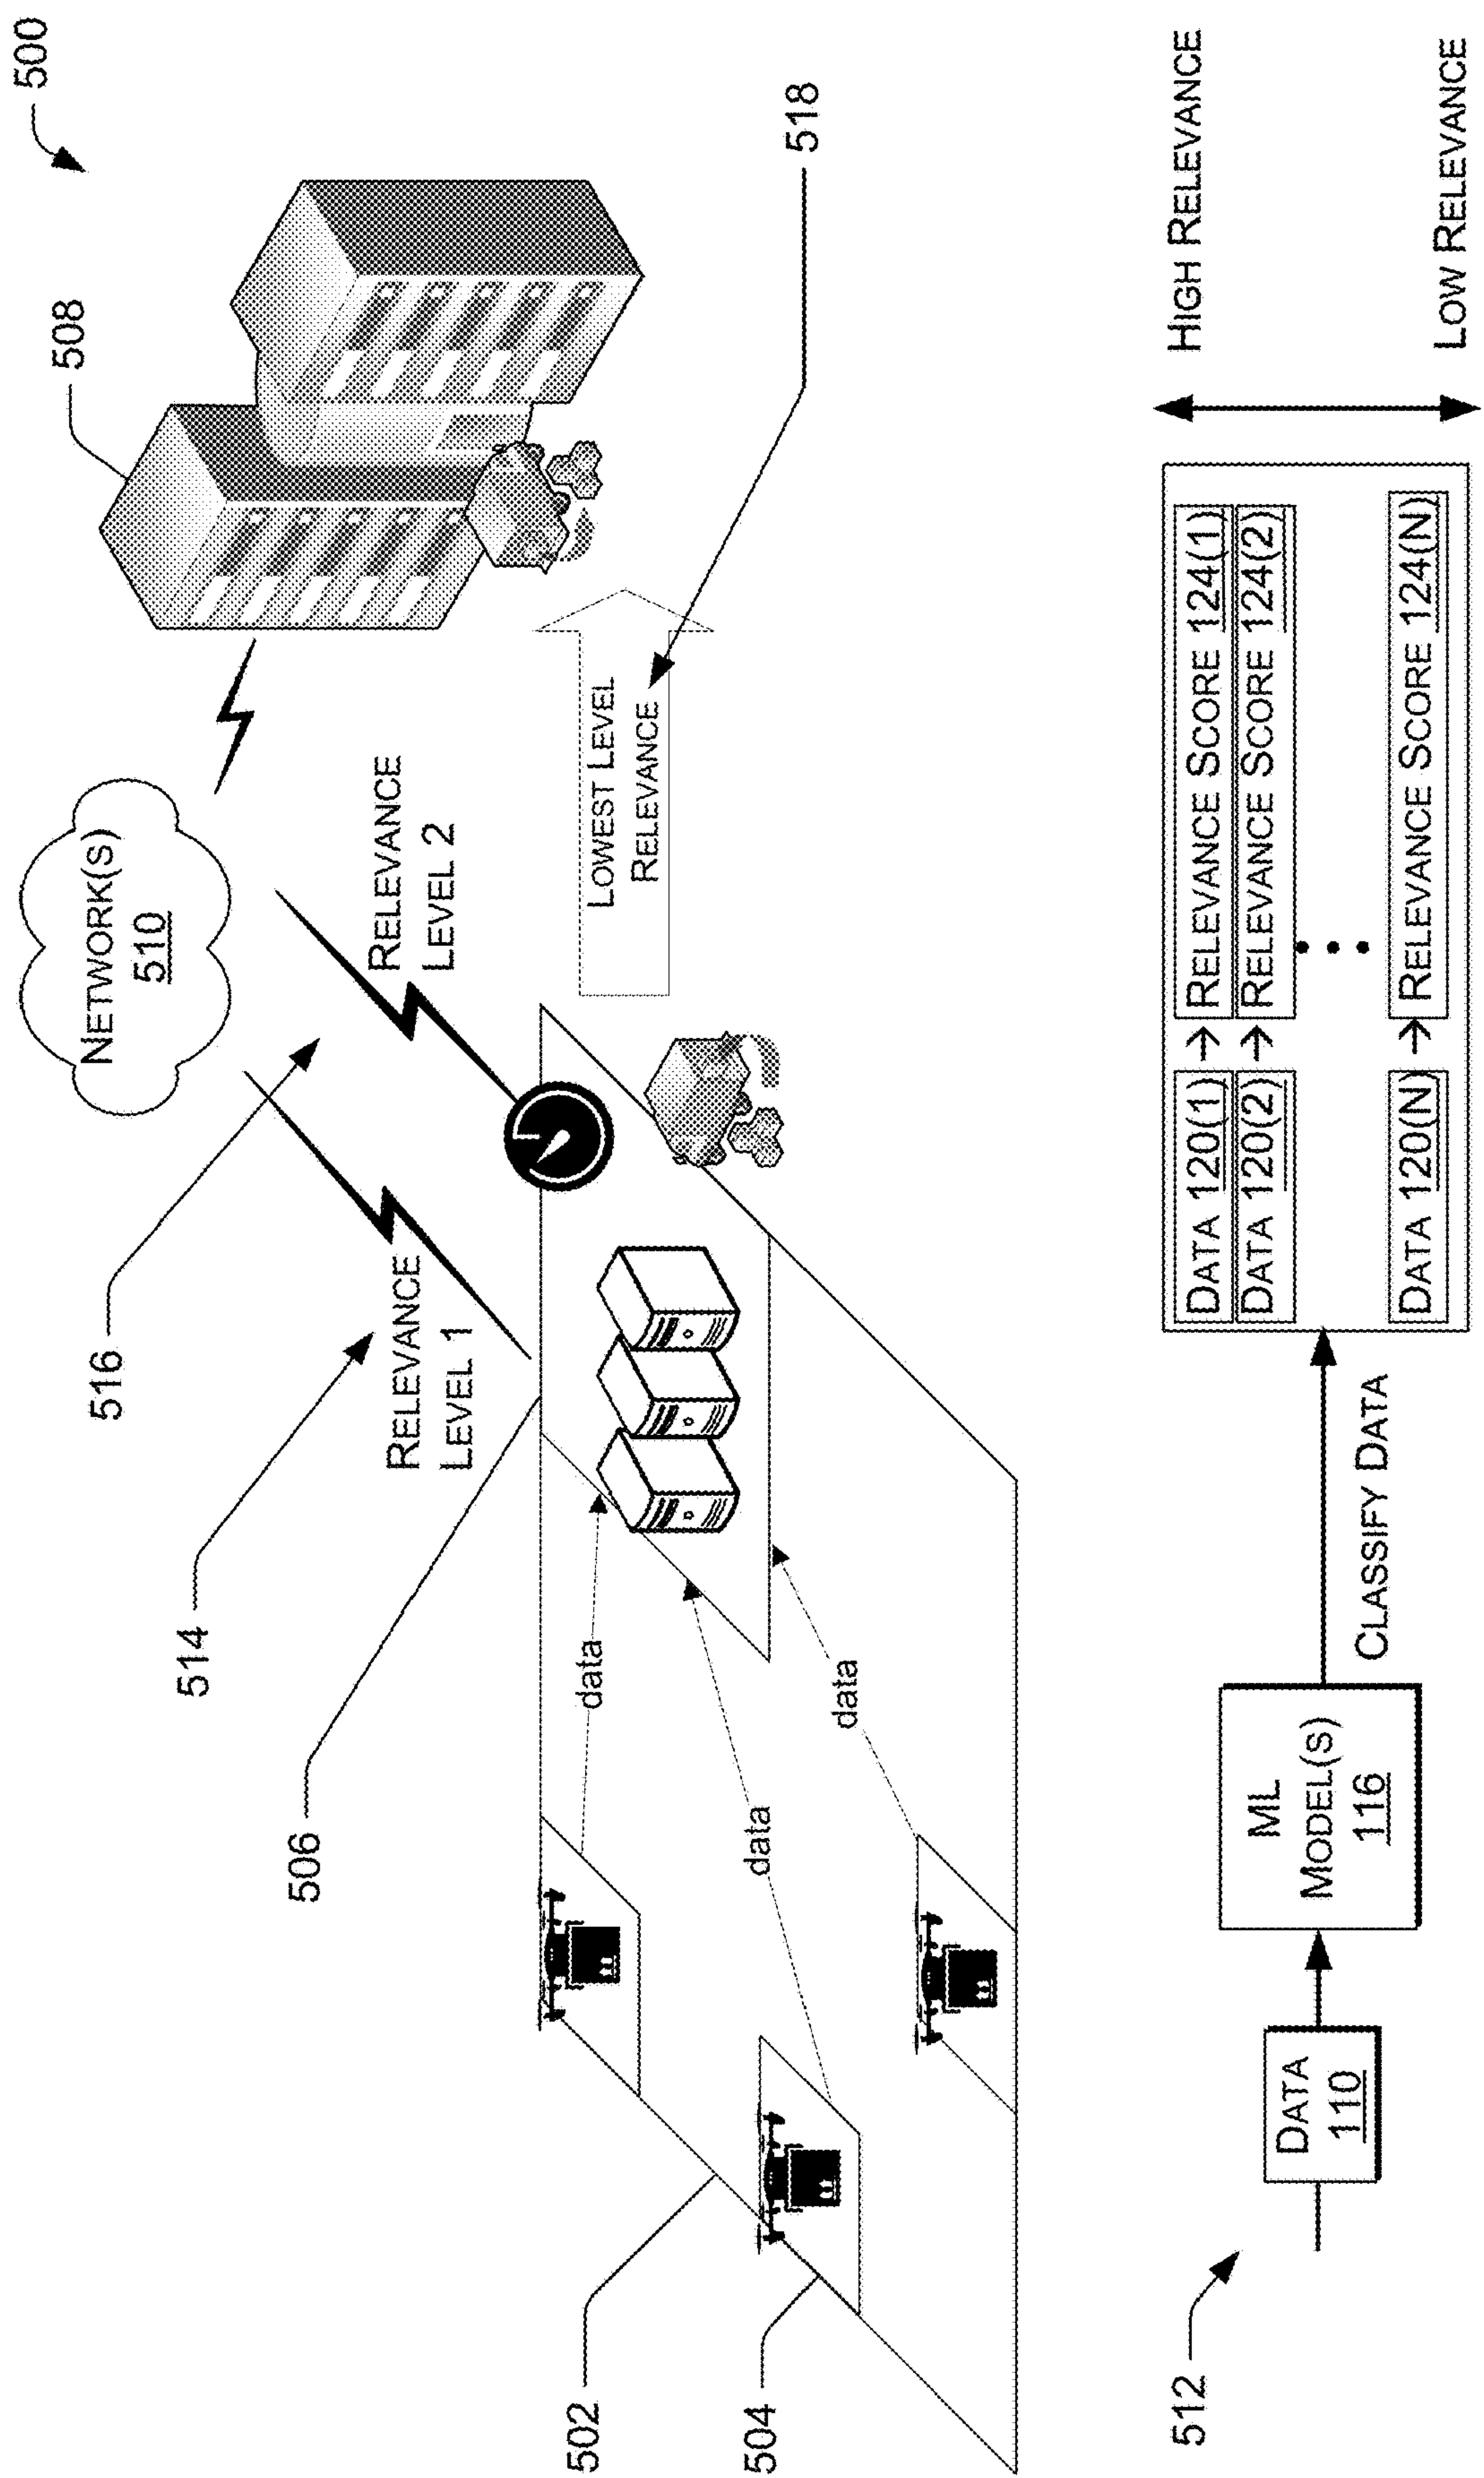 500
508
NETWORK(S)
510
516
514
506
RELEVANCE
LEVEL 1
RELEVANCE
LEVEL 2
LOWEST LEVEL
RELEVANCE
518
data
data
data
502
504
512
DATA
110
ML
MODEL(S)
116
CLASSIFY DATA
DATA 120(1) → RELEVANCE SCORE 124(1)
DATA 120(2) → RELEVANCE SCORE 124(2)
• • •
DATA 120(N) → RELEVANCE SCORE 124(N)
HIGH RELEVANCE
LOW RELEVANCE